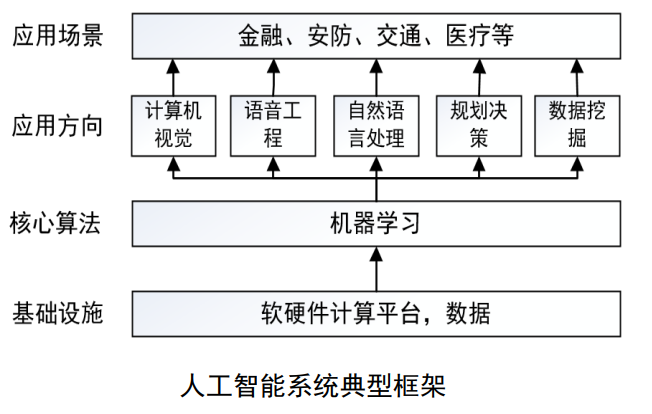 应用场景
金融、安防、交通、医疗等
应用方向
计算机
视觉
语音工
程
自然语
言处理
规划决
策
数据挖
掘
核心算法
机器学习
基础设施
软硬件计算平台，数据
人工智能系统典型框架